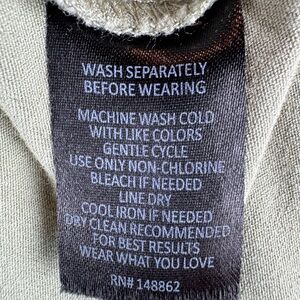 WASH SEPARATELY
BEFORE WEARING
MACHINE WASH COLD
WITH LIKE COLORS
GENTLE CYCLE
USE ONLY NON-CHLORINE
BLEACH IF NEEDED
LINE DRY
COOL IRON IF NEEDED
DRY CLEAN RECOMMENDED
FOR BEST RESULTS
WEAR WHAT YOU LOVE
RN# 148862